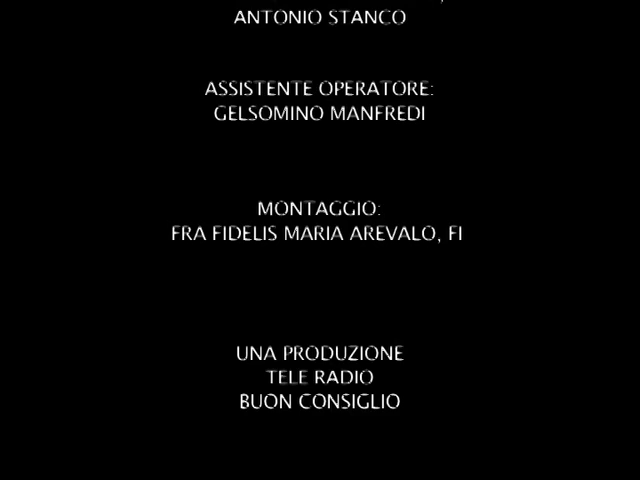 ANTONIO STANCO
ASSISTENTE OPERATORE:
GELSOMINO MANFREDI
MONTAGGIO:
FRA FIDELIS MARIA AREVALO, FI
UNA PRODUZIONE
TELE RADIO
BUON CONSIGLIO